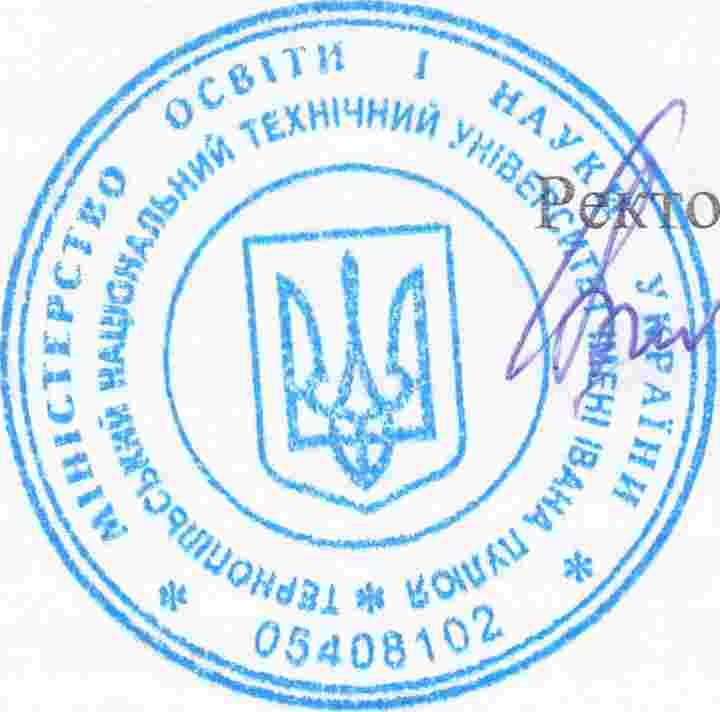 МІНІСТЕРСТВО ОСВІТИ І НАУКИ УКРАЇНИ
ТЕРНОПІЛЬСЬКИЙ НАЦІОНАЛЬНИЙ ТЕХНІЧНИЙ УНІВЕРСИТЕТ ІМЕНІ ІВАНА ПУЛЮЯ
* 05408102 *
Ректо